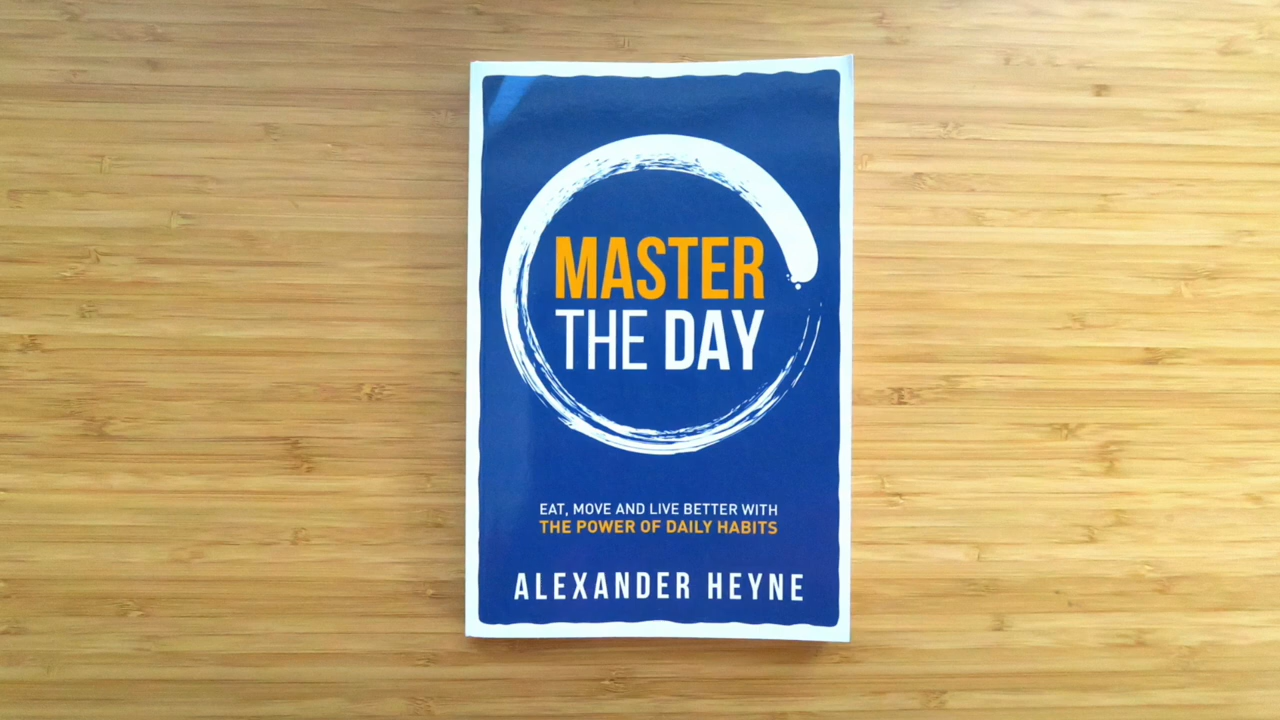 MASTER
THE DAY
EAT, MOVE AND LIVE BETTER WITH
THE POWER OF DAILY HABITS
ALEXANDER HEYNE